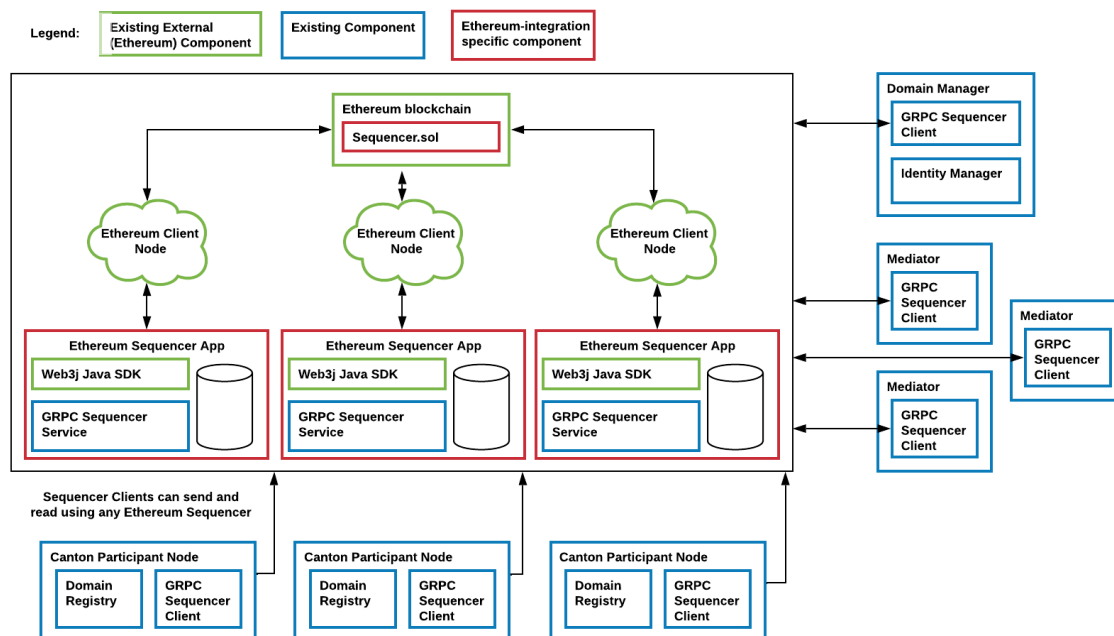 Legend:
Existing External
(Ethereum) Component
Existing Component
Ethereum-integration
specific component
Ethereum blockchain
Sequencer.sol
Domain Manager
GRPC Sequencer
Client
Identity Manager
Ethereum Client
Node
Ethereum Client
Node
Ethereum Client
Node
Mediator
GRPC
Sequencer
Client
Mediator
GRPC
Sequencer
Client
Mediator
GRPC
Sequencer
Client
Ethereum Sequencer App
Web3j Java SDK
GRPC Sequencer
Service
Ethereum Sequencer App
Web3j Java SDK
GRPC Sequencer
Service
Ethereum Sequencer App
Web3j Java SDK
GRPC Sequencer
Service
Sequencer Clients can send and
read using any Ethereum Sequencer
Canton Participant Node
Domain
Registry
GRPC
Sequencer
Client
Canton Participant Node
Domain
Registry
GRPC
Sequencer
Client
Canton Participant Node
Domain
Registry
GRPC
Sequencer
Client